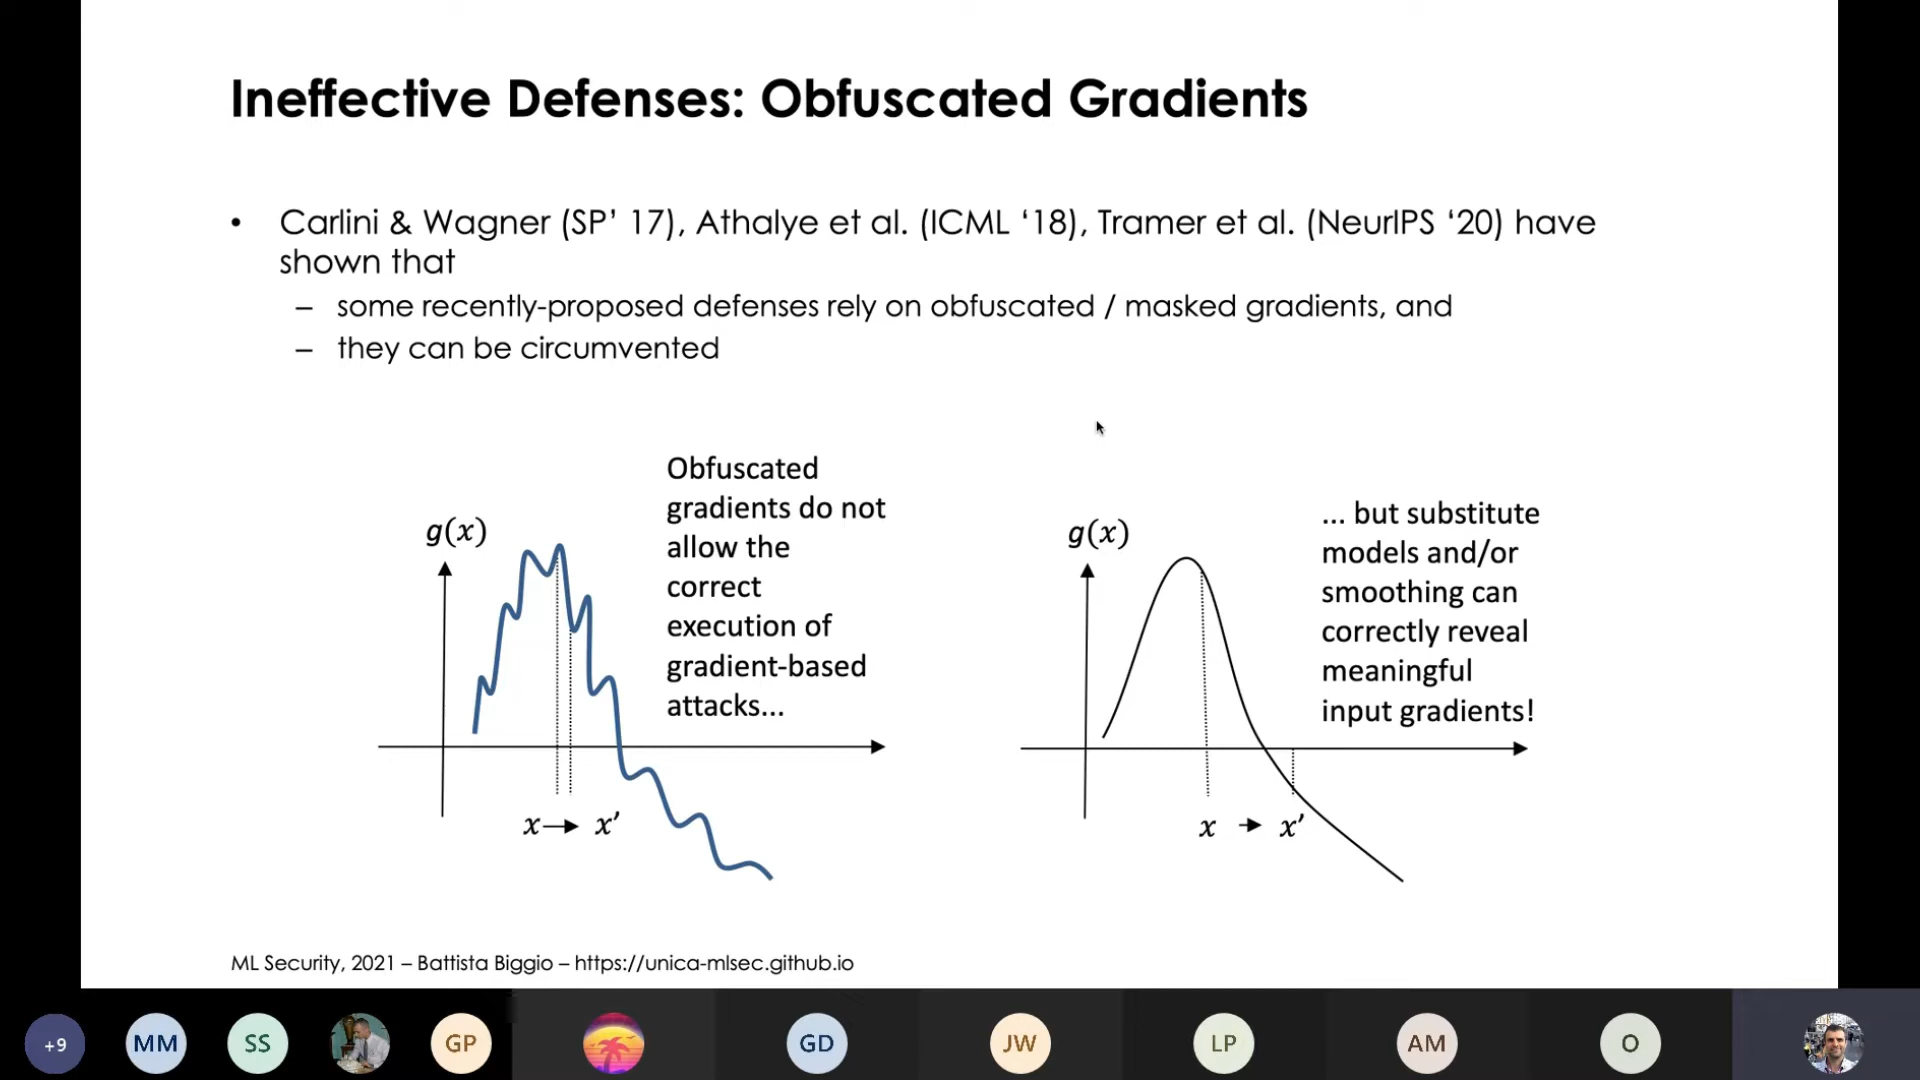 Ineffective Defenses: Obfuscated Gradients
• Carlini & Wagner (SP’ 17), Athalye et al. (ICML ‘18), Tramer et al. (NeurIPS ‘20) have
shown that
– some recently-proposed defenses rely on obfuscated / masked gradients, and
– they can be circumvented
g(x)
Obfuscated
gradients do not
allow the
correct
execution of
gradient-based
attacks...
x → x′
g(x)
... but substitute
models and/or
smoothing can
correctly reveal
meaningful
input gradients!
x → x′
ML Security, 2021 – Battista Biggio – https://unica-mlsec.github.io
+9 MM SS GP GD JW LP AM O